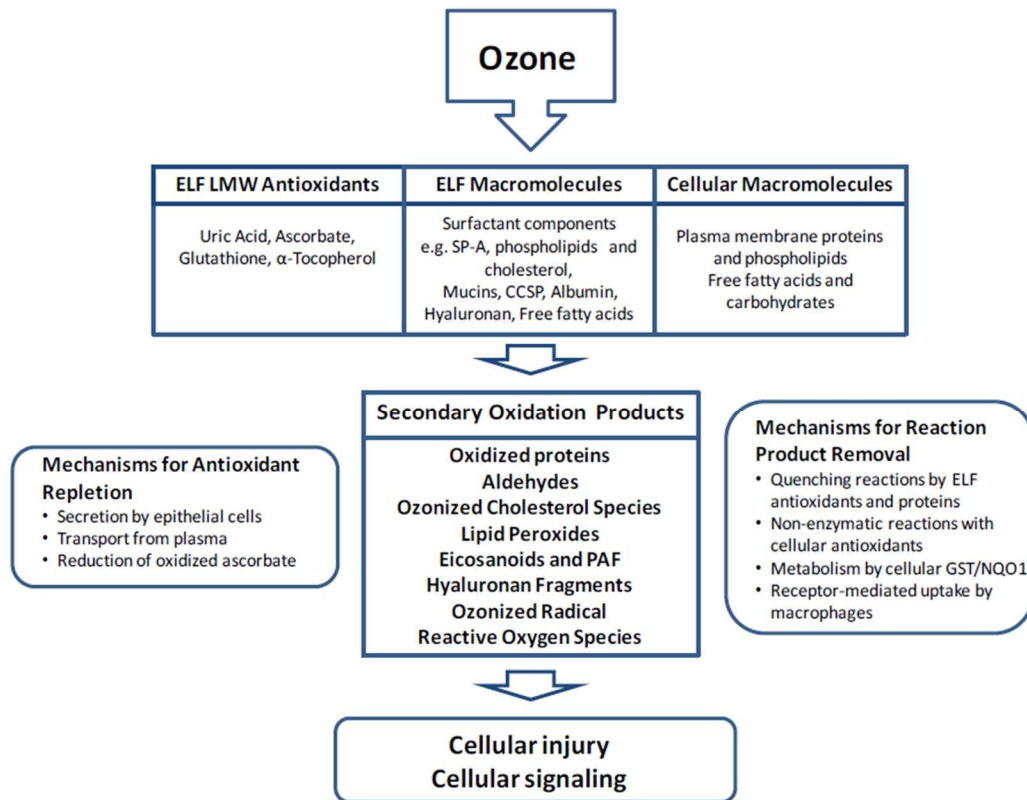 Ozone
ELF LMW Antioxidants
Uric Acid, Ascorbate,
Glutathione, α-Tocopherol
ELF Macromolecules
Surfactant components
e.g. SP-A, phospholipids and
cholesterol,
Mucins, CCSP, Albumin,
Hyaluronan, Free fatty acids
Cellular Macromolecules
Plasma membrane proteins
and phospholipids
Free fatty acids and
carbohydrates
Mechanisms for Antioxidant
Repletion
• Secretion by epithelial cells
• Transport from plasma
• Reduction of oxidized ascorbate
Secondary Oxidation Products
Oxidized proteins
Aldehydes
Ozonized Cholesterol Species
Lipid Peroxides
Eicosanoids and PAF
Hyaluronan Fragments
Ozonized Radical
Reactive Oxygen Species
Mechanisms for Reaction
Product Removal
• Quenching reactions by ELF
antioxidants and proteins
• Non-enzymatic reactions with
cellular antioxidants
• Metabolism by cellular GST/NQO1
• Receptor-mediated uptake by
macrophages
Cellular injury
Cellular signaling